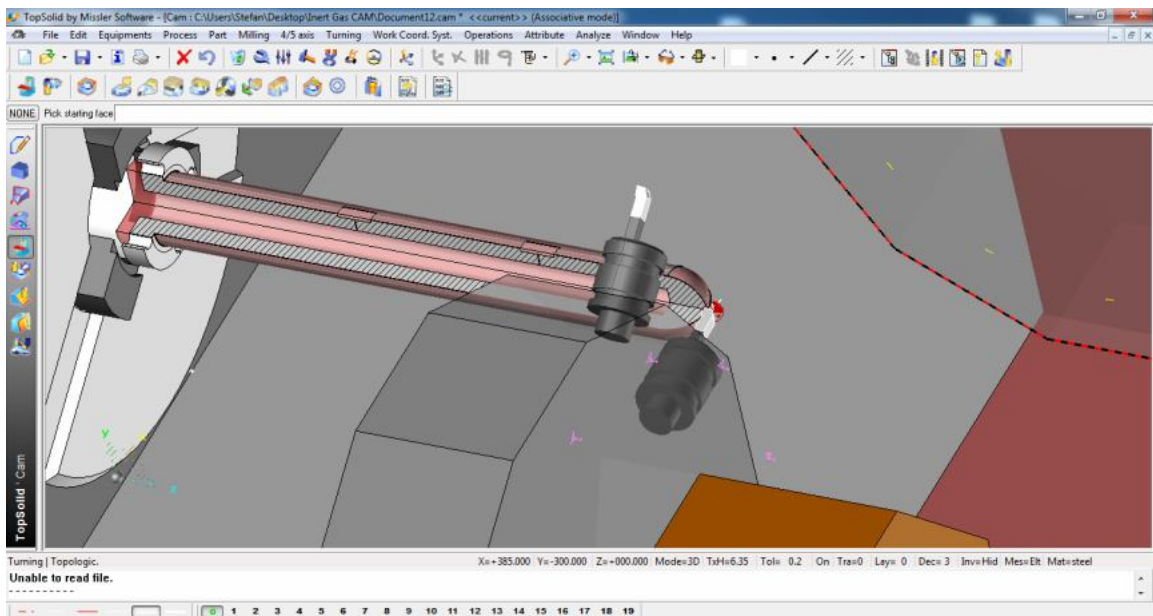 TopSolid by Missler Software - [Cam : C:\Users\Stefan\Desktop\Inert Gas CAM\Document12.cam * <<current>> (Associative mode)]
File Edit Equipments Process Part Milling 4/5 axis Turning Work Coord. Syst. Operations Attribute Analyze Window Help
NONE Pick starting face
Y
X
Z
TopSolid'Cam
Turning | Topologic. X=+385.000 Y=-300.000 Z=+000.000 Mode=3D TxH=6.35 Tol= 0.2 On Tra=0 Lay= 0 Dec= 3 Inv=Hid Mes=Elt Mat=steel
Unable to read file.
----------
0 1 2 3 4 5 6 7 8 9 10 11 12 13 14 15 16 17 18 19